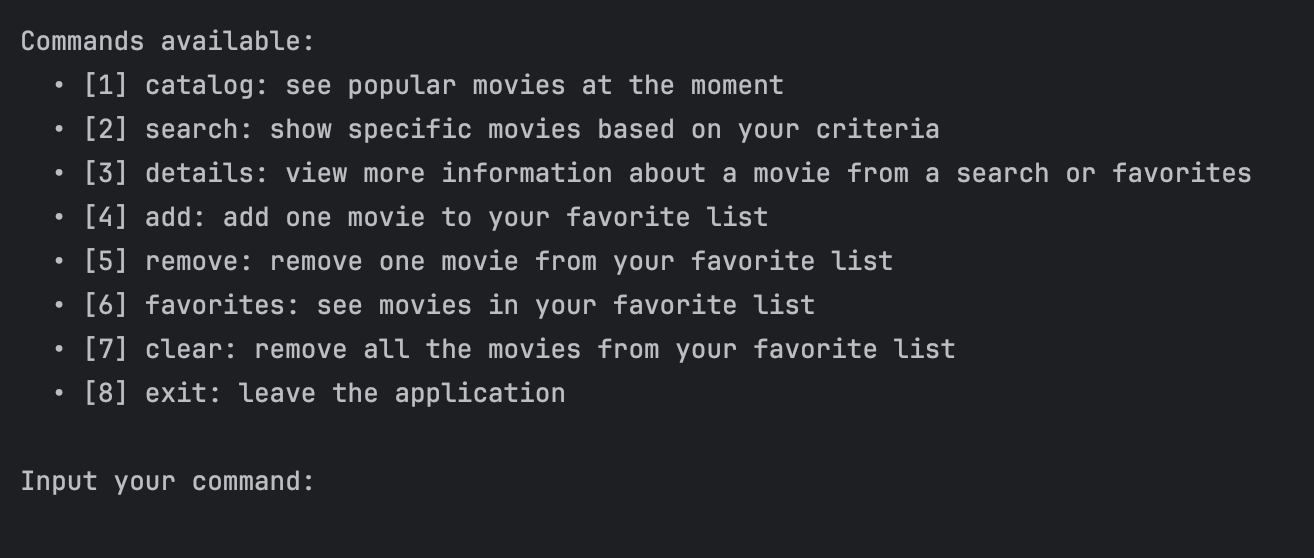 Commands available:
• [1] catalog: see popular movies at the moment
• [2] search: show specific movies based on your criteria
• [3] details: view more information about a movie from a search or favorites
• [4] add: add one movie to your favorite list
• [5] remove: remove one movie from your favorite list
• [6] favorites: see movies in your favorite list
• [7] clear: remove all the movies from your favorite list
• [8] exit: leave the application
Input your command: